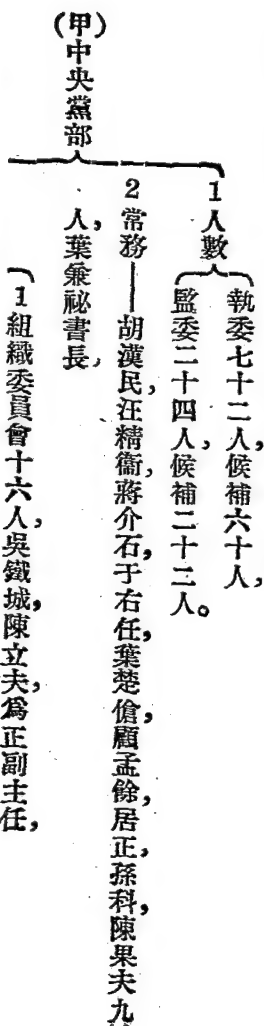 (甲)中央黨部
1人數
執委七十二人,候補六十人,
監委二十四人,候補二十二人。
2常務——胡漢民,汪精衞,蔣介石,于右任,葉楚傖,顧孟餘,居正,孫科,陳果夫九
人,葉兼祕書長,
1組織委員會十六人,吳鐵城,陳立夫,爲正副主任,